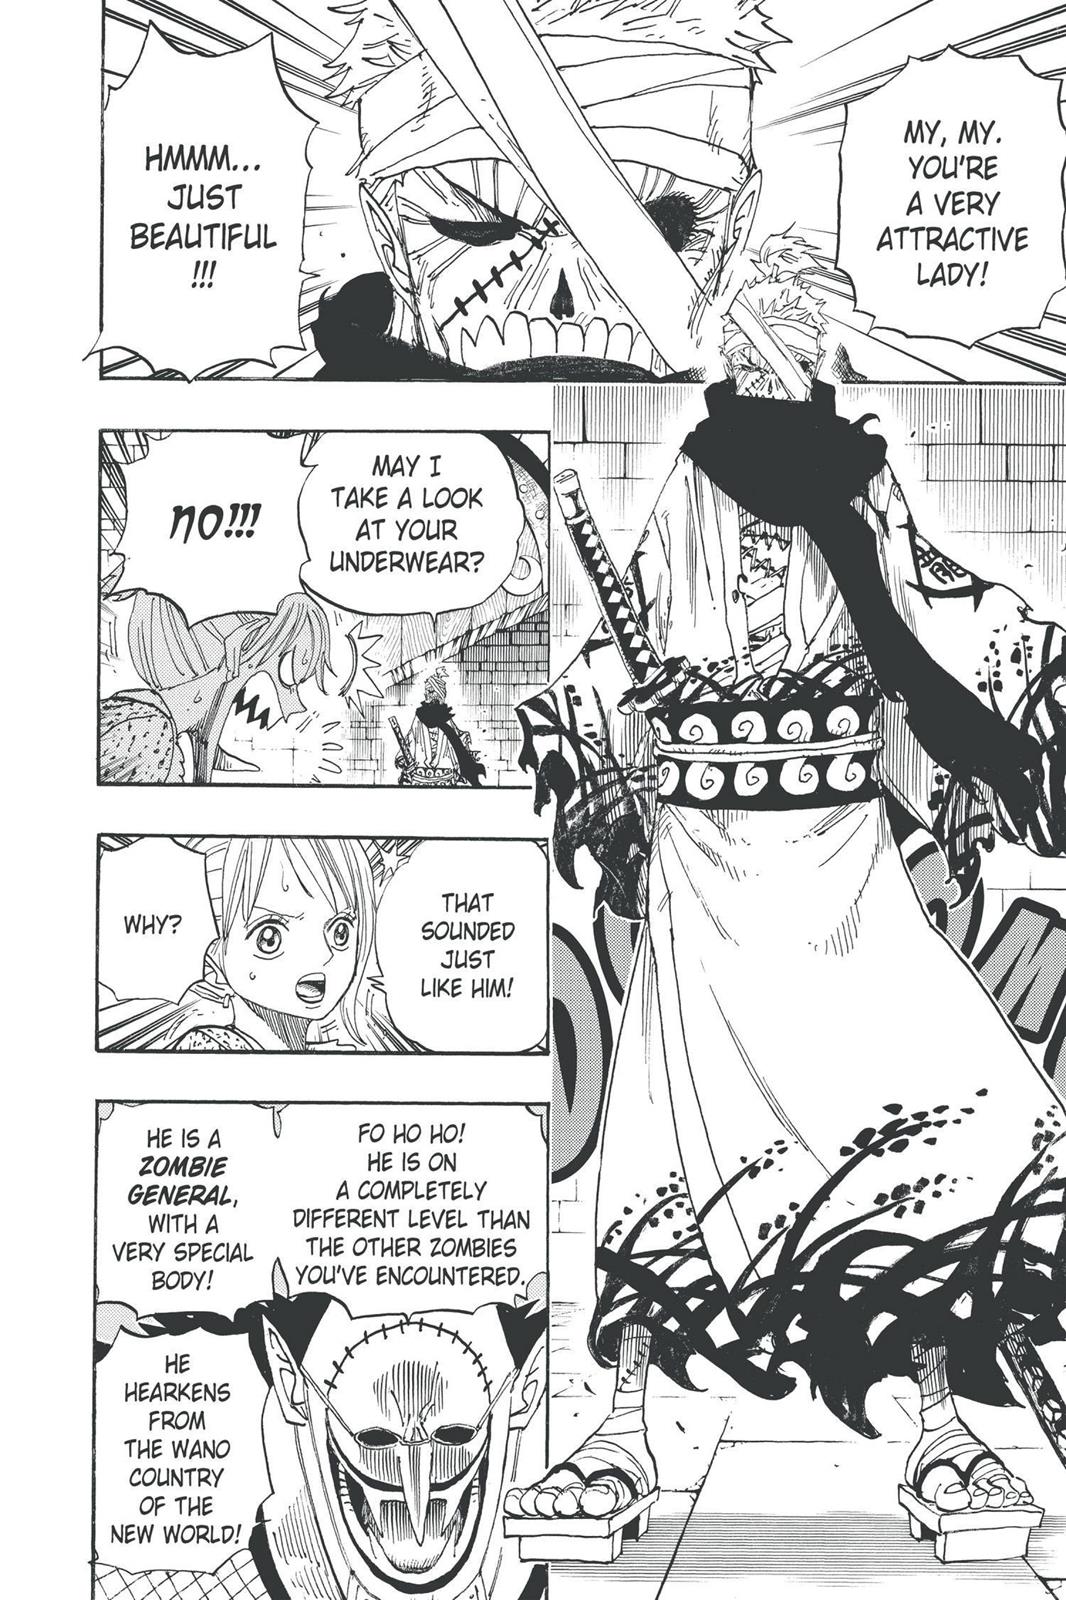 MY, MY.
YOU'RE
A VERY
ATTRACTIVE
LADY!
HMMM...
JUST
BEAUTIFUL
!!!
MAY I
TAKE A LOOK
AT YOUR
UNDERWEAR?
NO!!!
THAT
SOUNDED
JUST
LIKE HIM!
WHY?
FO HO HO!
HE IS ON
A COMPLETELY
DIFFERENT LEVEL THAN
THE OTHER ZOMBIES
YOU'VE ENCOUNTERED.
HE IS A
ZOMBIE
GENERAL,
WITH A
VERY SPECIAL
BODY!
HE
HEARKENS
FROM
THE WANO
COUNTRY
OF THE
NEW WORLD!